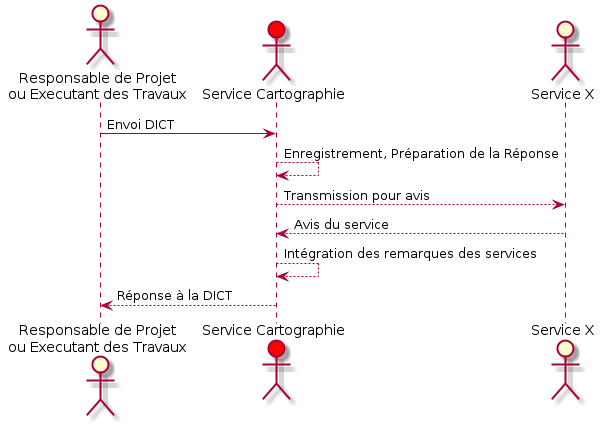 Responsable de Projet
ou Executant des Travaux
Service Cartographie
Service X
Envoi DICT
Enregistrement, Préparation de la Réponse
Transmission pour avis
Avis du service
Intégration des remarques des services
Réponse à la DICT
Responsable de Projet
ou Executant des Travaux
Service Cartographie
Service X